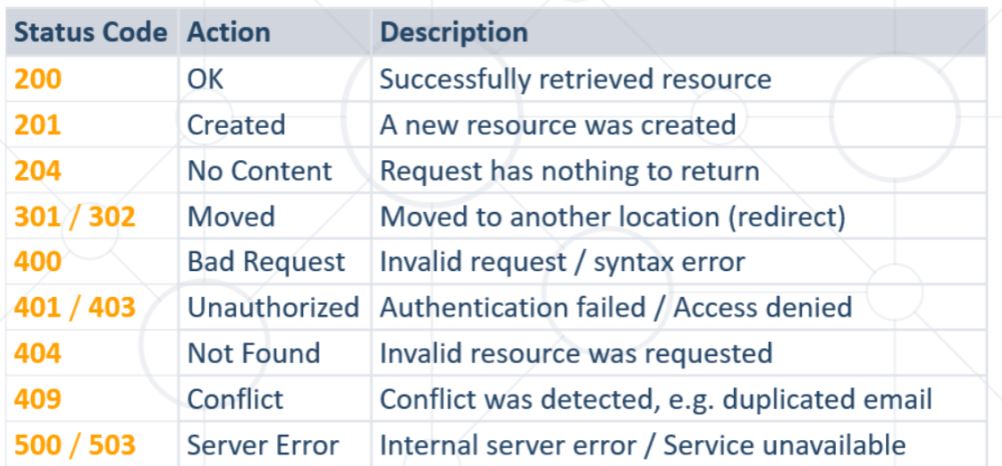 Status Code Action Description
200 OK Successfully retrieved resource
201 Created A new resource was created
204 No Content Request has nothing to return
301 / 302 Moved Moved to another location (redirect)
400 Bad Request Invalid request / syntax error
401 / 403 Unauthorized Authentication failed / Access denied
404 Not Found Invalid resource was requested
409 Conflict Conflict was detected, e.g. duplicated email
500 / 503 Server Error Internal server error / Service unavailable